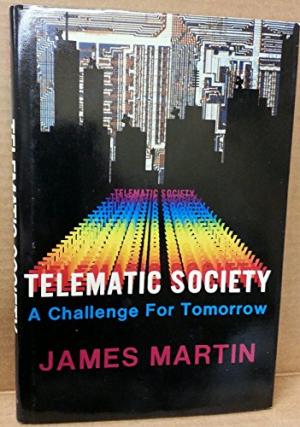 TELEMATIC SOCIETY
TELEMATIC SOCIETY
TELEMATIC SOCIETY
A Challenge For Tomorrow
JAMES MARTIN